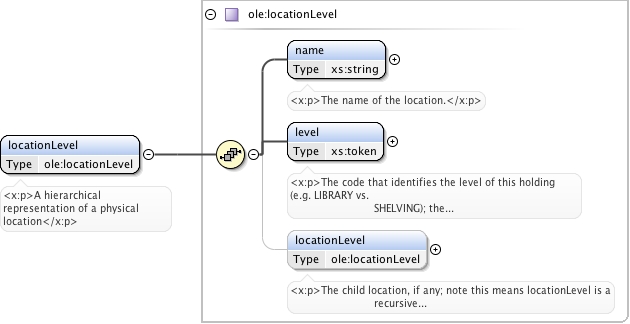 ole:locationLevel
name
Type xs:string
<x:p>The name of the location.</x:p>
locationLevel
Type ole:locationLevel
<x:p>A hierarchical
representation of a physical
location</x:p>
level
Type xs:token
<x:p>The code that identifies the level of this holding
(e.g. LIBRARY vs.
SHELVING); the...
locationLevel
Type ole:locationLevel
<x:p>The child location, if any; note this means locationLevel is a
recursive...